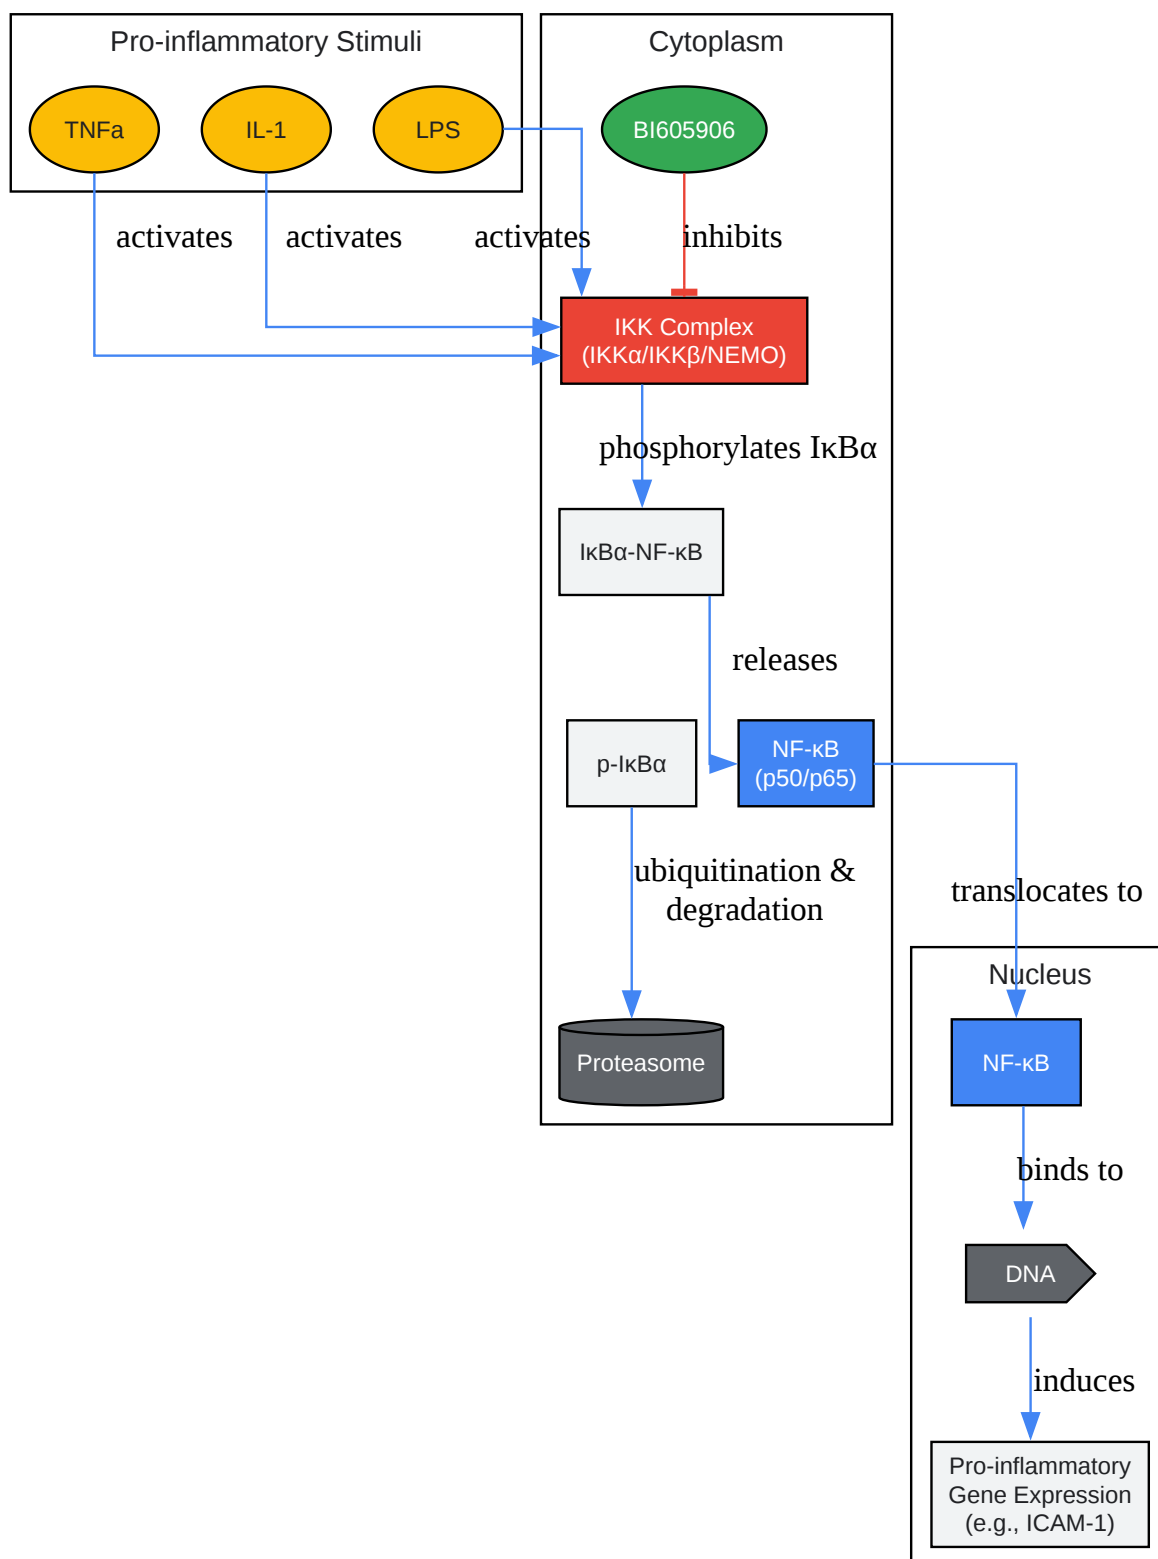 Pro-inflammatory Stimuli
Cytoplasm
TNFa
IL-1
LPS
BI605906
activates
activates
activates
inhibits
IKK Complex
(IKKα/IKKβ/NEMO)
phosphorylates IκBα
IκBα-NF-κB
releases
p-IκBα
NF-κB
(p50/p65)
ubiquitination &
degradation
translocates to
Nucleus
Proteasome
NF-κB
binds to
DNA
induces
Pro-inflammatory
Gene Expression
(e.g., ICAM-1)